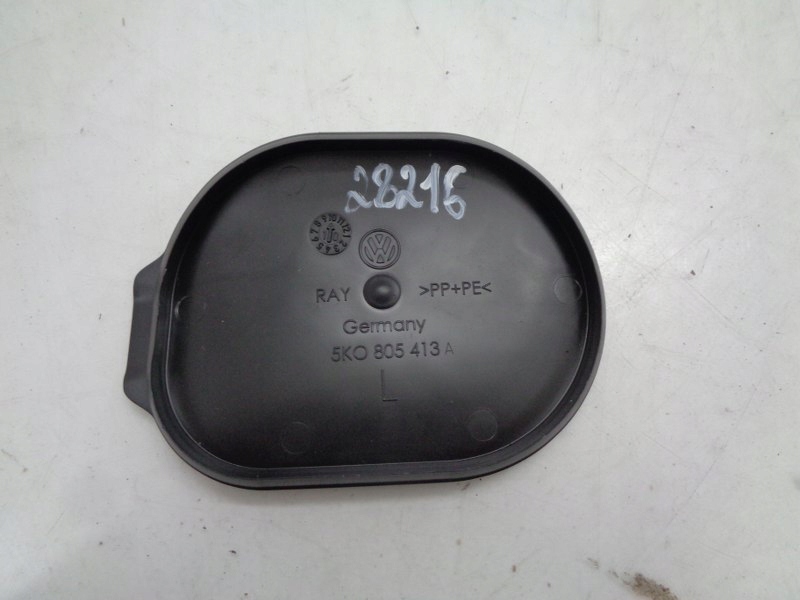 28216
RAY >PP+PE<
Germany
5K0 805 413 A
L